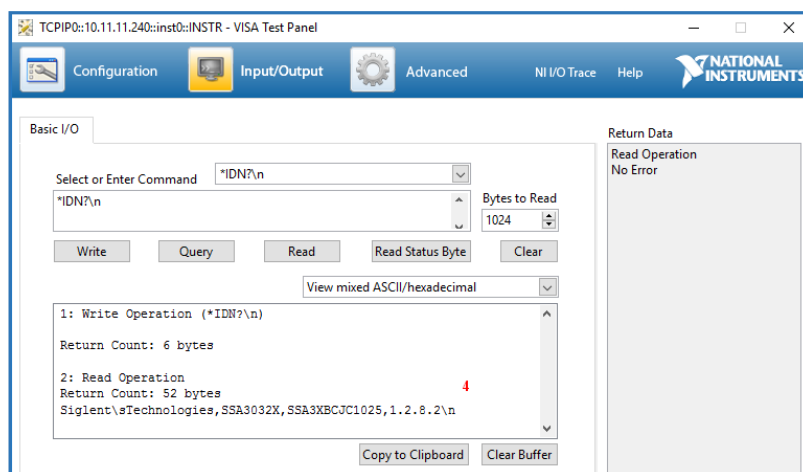 TCPIP0::10.11.11.240::inst0::INSTR - VISA Test Panel
Configuration
Input/Output
Advanced
NI I/O Trace
Help
NATIONAL
INSTRUMENTS
Basic I/O
Return Data
Read Operation
No Error
Select or Enter Command
*IDN?\n
*IDN?\n
Bytes to Read
1024
Write
Query
Read
Read Status Byte
Clear
View mixed ASCII/hexadecimal
1: Write Operation (*IDN?\n)
Return Count: 6 bytes
2: Read Operation
Return Count: 52 bytes
4
Siglent\sTechnologies,SSA3032X,SSA3XBCJC1025,1.2.8.2\n
Copy to Clipboard
Clear Buffer